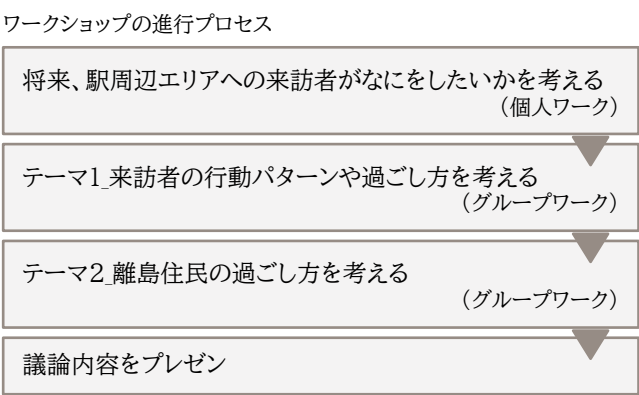 ワークショップの進行プロセス
将来、駅周辺エリアへの来訪者がなにをしたいかを考える
（個人ワーク）
テーマ1_来訪者の行動パターンや過ごし方を考える
（グループワーク）
テーマ2_離島住民の過ごし方を考える
（グループワーク）
議論内容をプレゼン